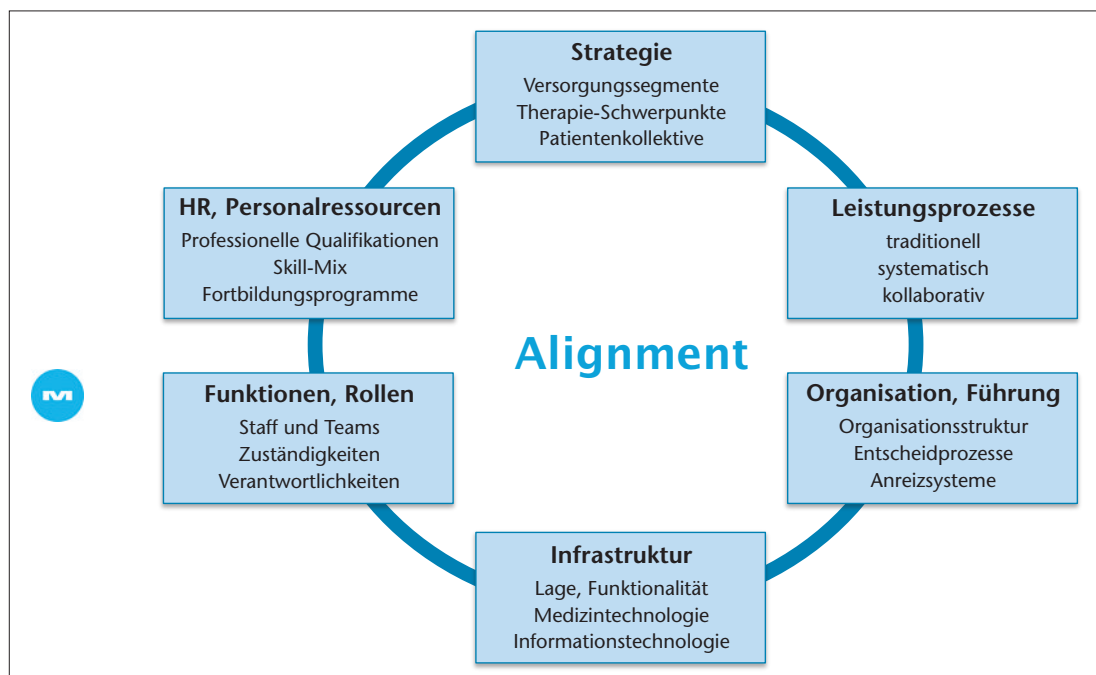 Strategie
Versorgungssegmente
Therapie-Schwerpunkte
Patientenkollektive
HR, Personalressourcen
Professionelle Qualifikationen
Skill-Mix
Fortbildungsprogramme
Leistungsprozesse
traditionell
systematisch
kollaborativ
Alignment
Funktionen, Rollen
Staff und Teams
Zuständigkeiten
Verantwortlichkeiten
Organisation, Führung
Organisationsstruktur
Entscheidprozesse
Anreizsysteme
Infrastruktur
Lage, Funktionalität
Medizintechnologie
Informationstechnologie